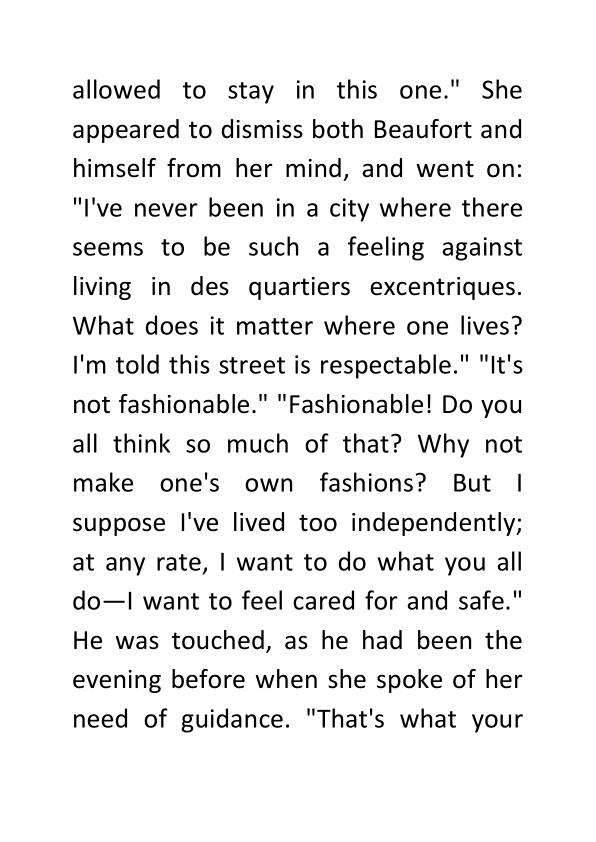 allowed to stay in this one." She
appeared to dismiss both Beaufort and
himself from her mind, and went on:
"I've never been in a city where there
seems to be such a feeling against
living in des quartiers excentriques.
What does it matter where one lives?
I'm told this street is respectable." "It's
not fashionable." "Fashionable! Do you
all think so much of that? Why not
make one's own fashions? But I
suppose I've lived too independently;
at any rate, I want to do what you all
do—I want to feel cared for and safe."
He was touched, as he had been the
evening before when she spoke of her
need of guidance. "That's what your